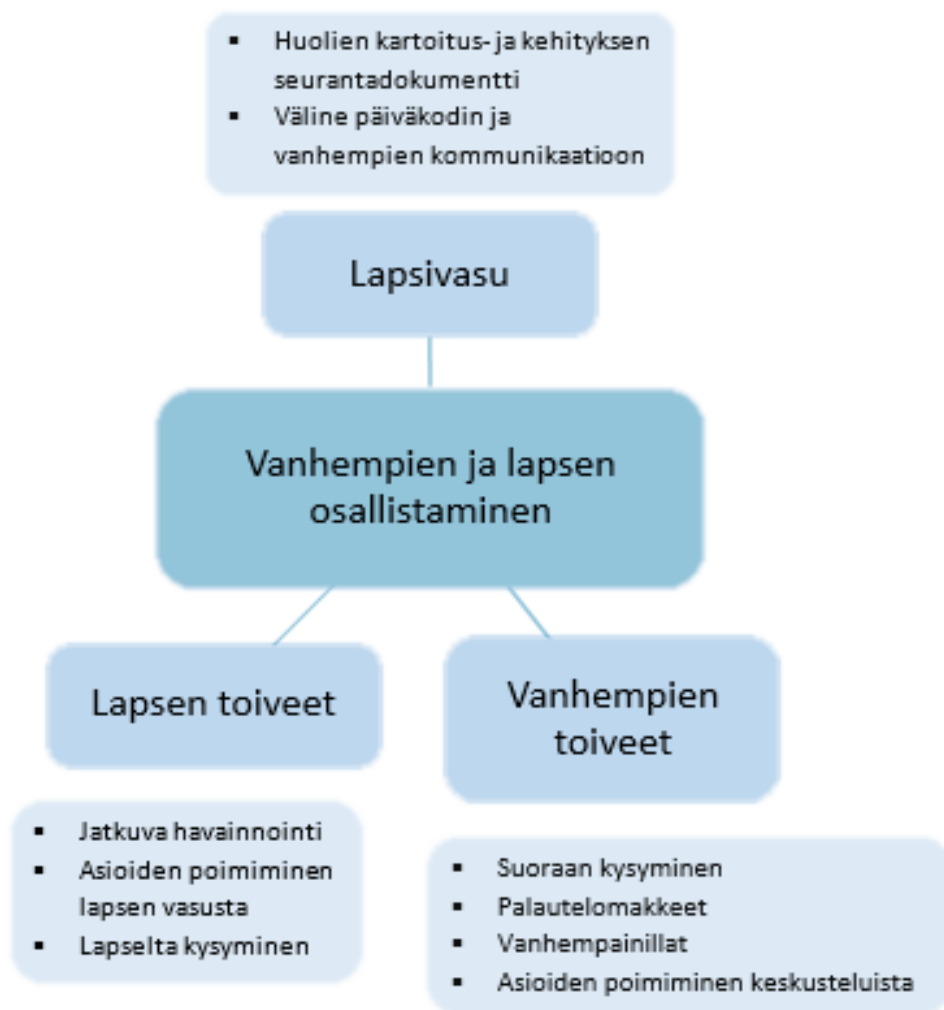 ▪ Huolien kartoitus- ja kehityksen
seurantadokumentti
▪ Väline päiväkodin ja
vanhempien kommunikaatioon
Lapsivasu
Vanhempien ja lapsen
osallistaminen
Lapsen toiveet
▪ Jatkuva havainnointi
▪ Asioiden poimiminen
lapsen vasusta
▪ Lapselta kysyminen
Vanhempien
toiveet
▪ Suoraan kysyminen
▪ Palautelomakkeet
▪ Vanhempainillat
▪ Asioiden poimiminen keskusteluista